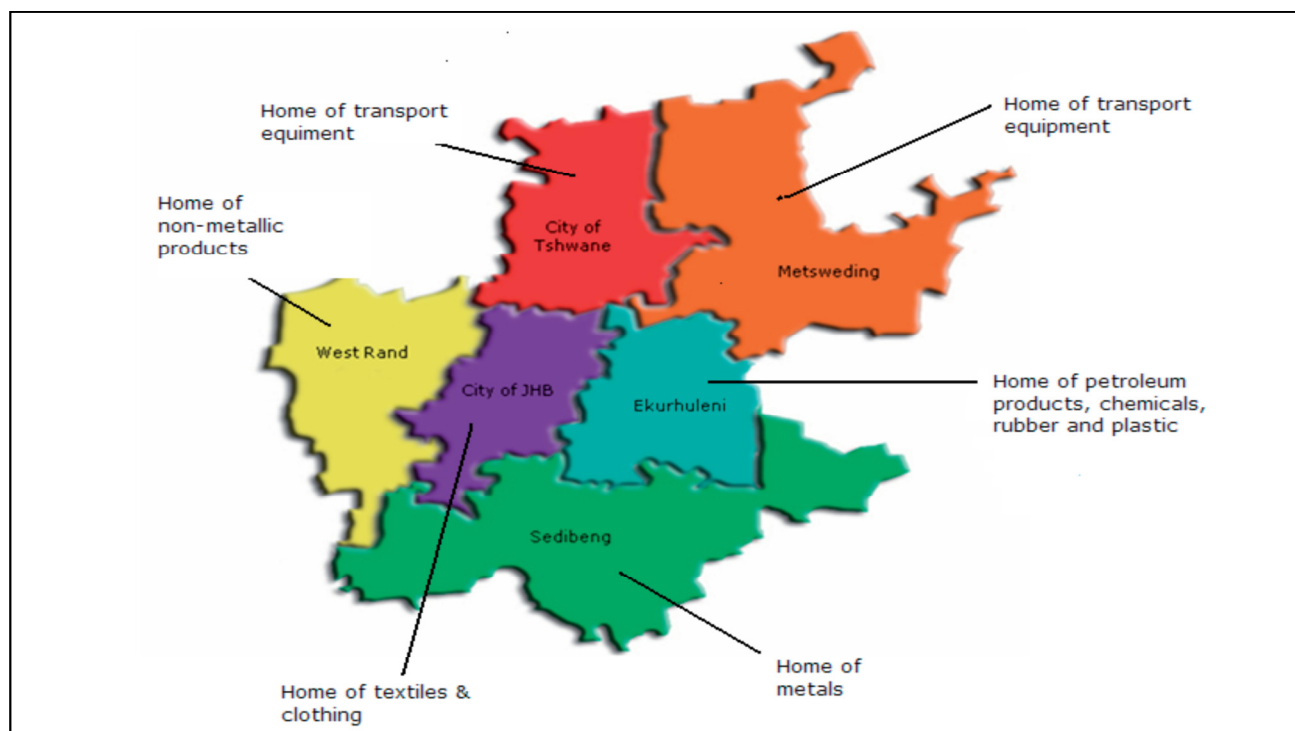 Home of transport
equiment
Home of transport
equipment
Home of
non-metallic
products
City of
Tshwane
Metsweding
West Rand
City of JHB
Ekurhuleni
Home of petroleum
products, chemicals,
rubber and plastic
Sedibeng
Home of
metals
Home of textiles &
clothing